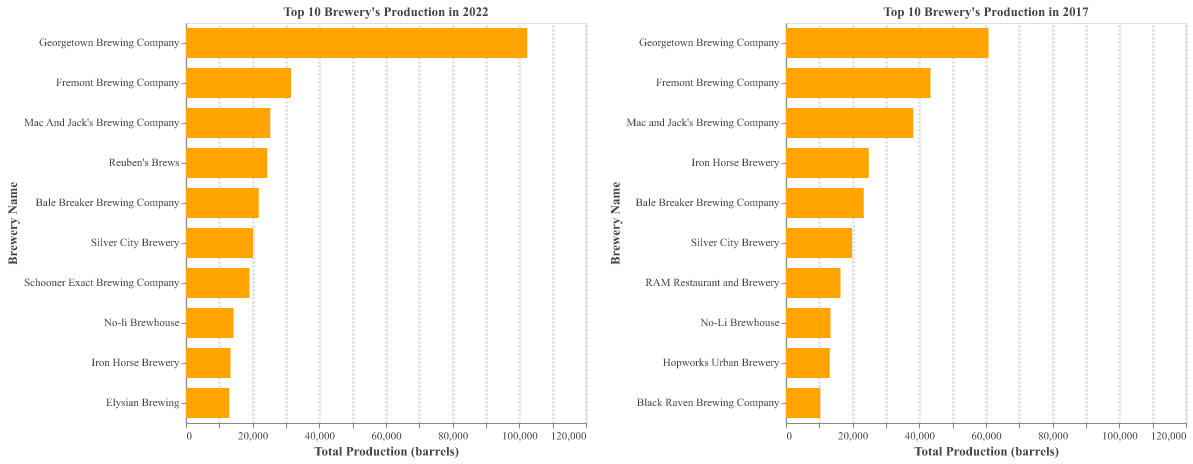 Top 10 Brewery's Production in 2022
Brewery Name
Georgetown Brewing Company
Fremont Brewing Company
Mac And Jack's Brewing Company
Reuben's Brews
Bale Breaker Brewing Company
Silver City Brewery
Schooner Exact Brewing Company
No-li Brewhouse
Iron Horse Brewery
Elysian Brewing
0 20,000 40,000 60,000 80,000 100,000 120,000
Total Production (barrels)
Top 10 Brewery's Production in 2017
Brewery Name
Georgetown Brewing Company
Fremont Brewing Company
Mac and Jack's Brewing Company
Iron Horse Brewery
Bale Breaker Brewing Company
Silver City Brewery
RAM Restaurant and Brewery
No-Li Brewhouse
Hopworks Urban Brewery
Black Raven Brewing Company
0 20,000 40,000 60,000 80,000 100,000 120,000
Total Production (barrels)